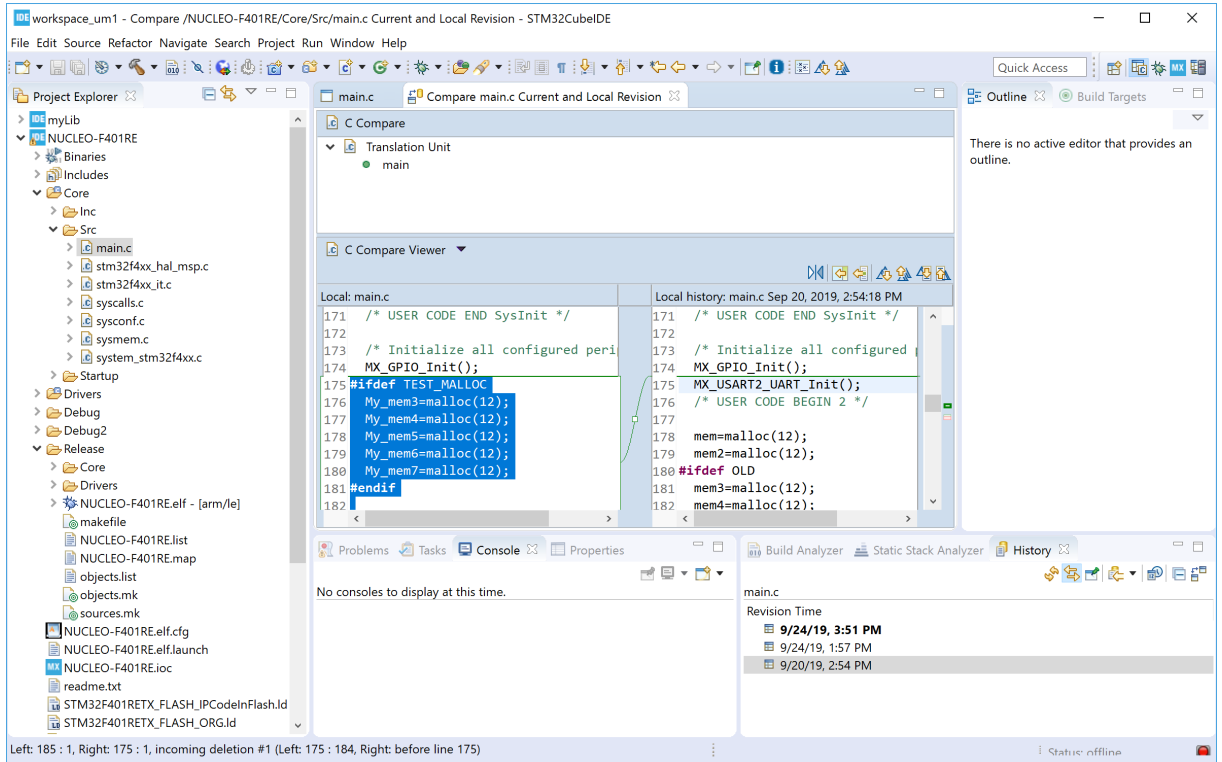 IDE workspace_um1 - Compare /NUCLEO-F401RE/Core/Src/main.c Current and Local Revision - STM32CubeIDE
File Edit Source Refactor Navigate Search Project Run Window Help
Quick Access
Project Explorer
IDE myLib
IDE NUCLEO-F401RE
Binaries
Includes
Core
Inc
Src
main.c
stm32f4xx_hal_msp.c
stm32f4xx_it.c
syscalls.c
sysconf.c
sysmem.c
system_stm32f4xx.c
Startup
Drivers
Debug
Debug2
Release
Core
Drivers
NUCLEO-F401RE.elf - [arm/le]
makefile
NUCLEO-F401RE.list
NUCLEO-F401RE.map
objects.list
objects.mk
sources.mk
NUCLEO-F401RE.elf.cfg
NUCLEO-F401RE.elf.launch
MX NUCLEO-F401RE.ioc
readme.txt
STM32F401RETX_FLASH_IPCodeInFlash.ld
STM32F401RETX_FLASH_ORG.ld
main.c
Compare main.c Current and Local Revision
C Compare
Translation Unit
main
C Compare Viewer
Local: main.c
171 /* USER CODE END SysInit */
172
173 /* Initialize all configured peri
174 MX_GPIO_Init();
175 #ifdef TEST_MALLOC
176 My_mem3=malloc(12);
177 My_mem4=malloc(12);
178 My_mem5=malloc(12);
179 My_mem6=malloc(12);
180 My_mem7=malloc(12);
181 #endif
182
Local history: main.c Sep 20, 2019, 2:54:18 PM
171 /* USER CODE END SysInit */
172
173 /* Initialize all configured
174 MX_GPIO_Init();
175 MX_USART2_UART_Init();
176 /* USER CODE BEGIN 2 */
177
178 mem=malloc(12);
179 mem2=malloc(12);
180 #ifdef OLD
181 mem3=malloc(12);
182 mem4=malloc(12);
Outline
Build Targets
There is no active editor that provides an
outline.
Problems Tasks Console Properties
No consoles to display at this time.
Build Analyzer Static Stack Analyzer History
main.c
Revision Time
9/24/19, 3:51 PM
9/24/19, 1:57 PM
9/20/19, 2:54 PM
Left: 185 : 1, Right: 175 : 1, incoming deletion #1 (Left: 175 : 184, Right: before line 175)
Status: offline